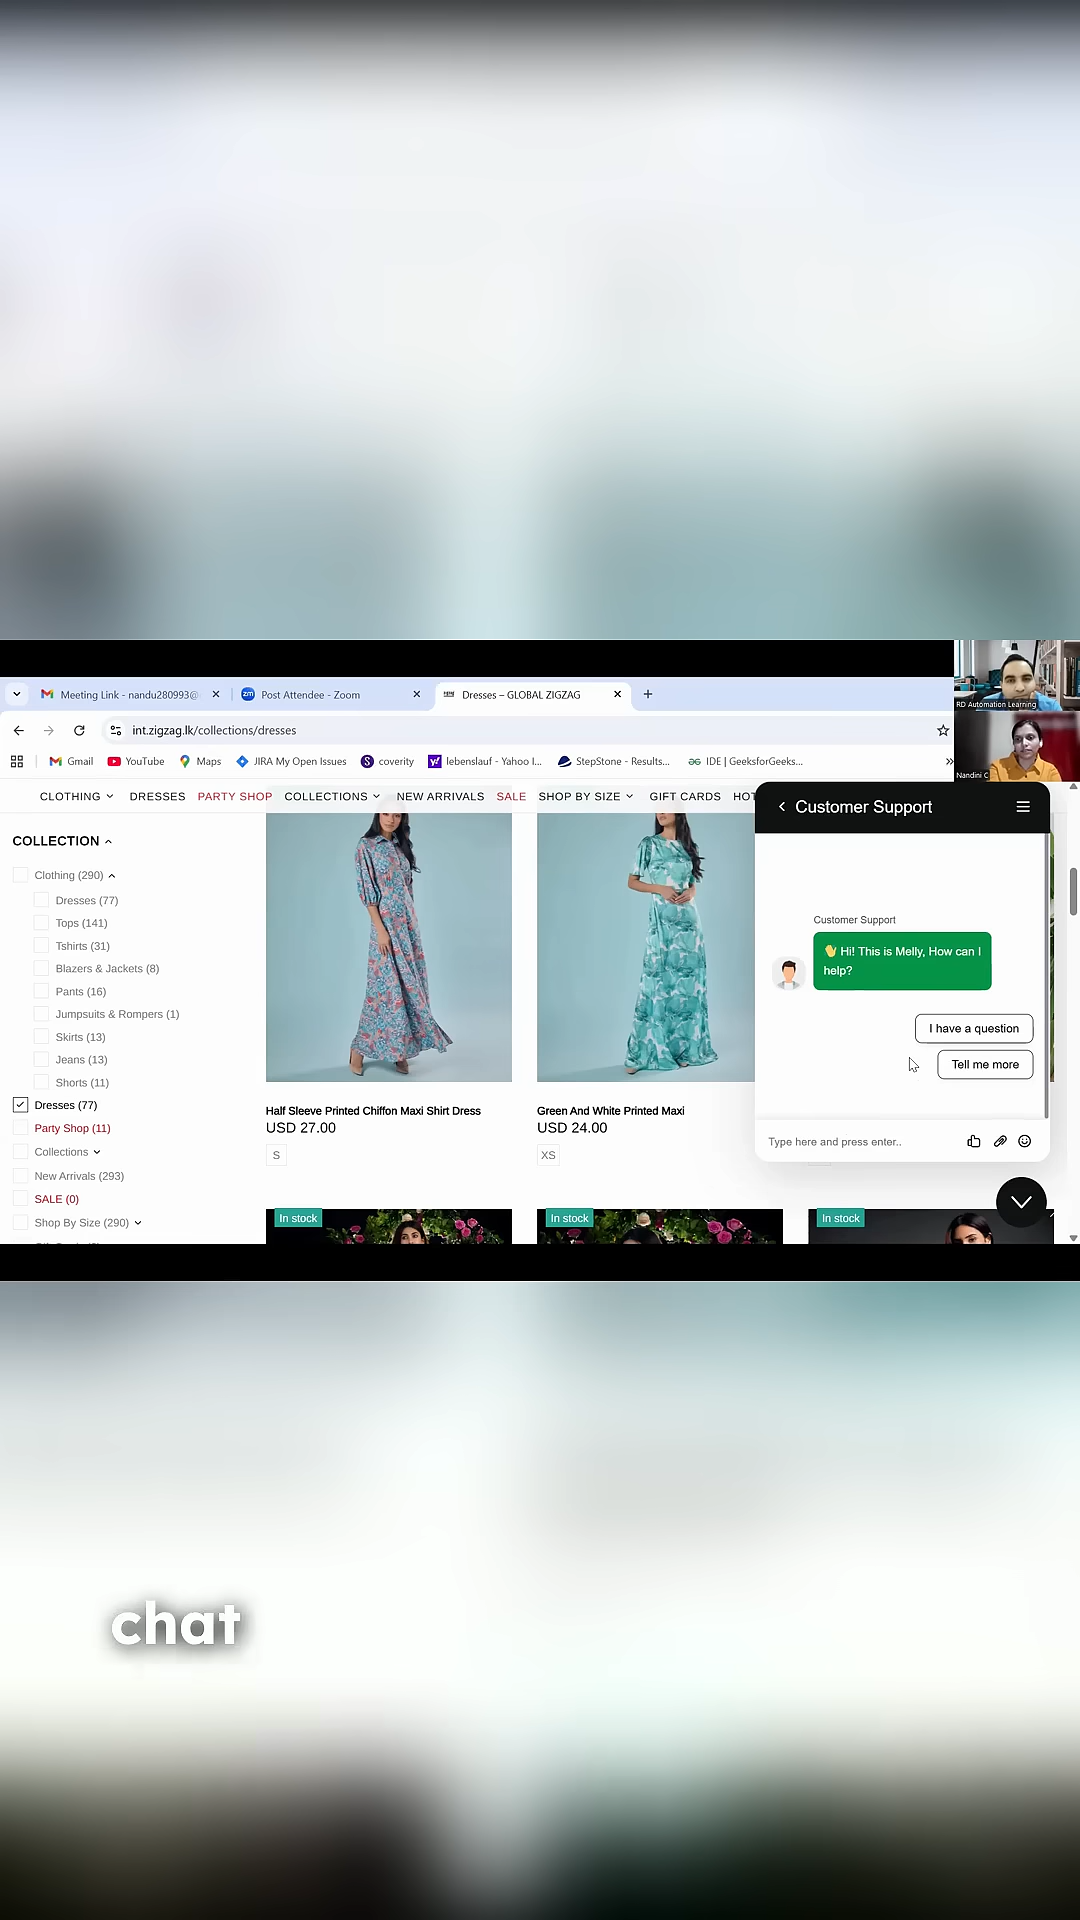 RD Automation Learning
Nandini C
Meeting Link - nandu280993@
Post Attendee - Zoom
Dresses – GLOBAL ZIGZAG
int.zigzag.lk/collections/dresses
Gmail
YouTube
Maps
JIRA My Open Issues
coverity
lebenslauf - Yahoo I...
StepStone - Results...
IDE | GeeksforGeeks...
CLOTHING DRESSES PARTY SHOP COLLECTIONS NEW ARRIVALS SALE SHOP BY SIZE GIFT CARDS HOT
COLLECTION
Clothing (290)
Dresses (77)
Tops (141)
Tshirts (31)
Blazers & Jackets (8)
Pants (16)
Jumpsuits & Rompers (1)
Skirts (13)
Jeans (13)
Shorts (11)
Dresses (77)
Party Shop (11)
Collections
New Arrivals (293)
SALE (0)
Shop By Size (290)
Half Sleeve Printed Chiffon Maxi Shirt Dress
USD 27.00
S
Green And White Printed Maxi
USD 24.00
XS
In stock
In stock
In stock
Customer Support
Customer Support
👋 Hi! This is Melly, How can I
help?
I have a question
Tell me more
Type here and press enter..
chat